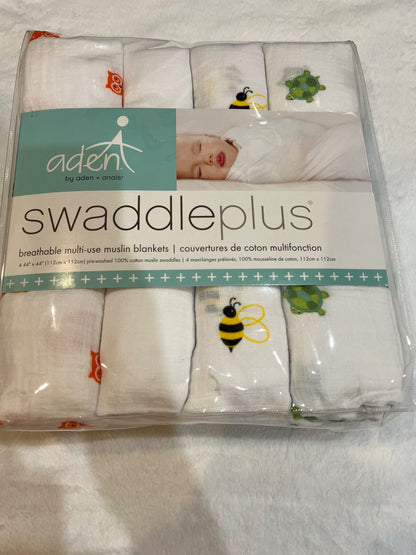 aden
by aden + anais®
swaddleplus®
breathable multi-use muslin blankets | couvertures de coton multifonction
4 44" x 44" (112cm x 112cm) pre-washed 100% cotton muslin swaddles | 4 maxi-langes prélavés, 100% mousseline de coton, 112cm x 112cm